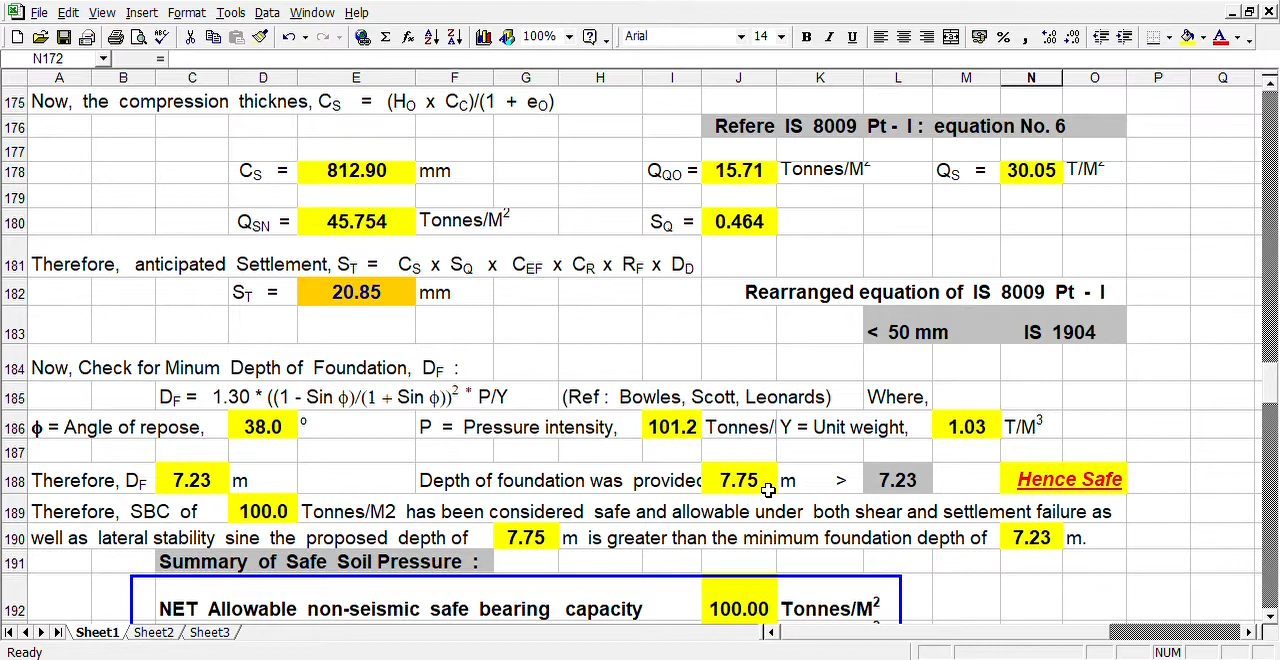 File Edit View Insert Format Tools Data Window Help
100% Arial 14 B I U
N172 =
A B C D E F G H I J K L M N O P Q
175 Now, the compression thicknes, CS = (HO x CC)/(1 + eO)
176 Refere IS 8009 Pt - I : equation No. 6
177
178 CS = 812.90 mm QQO = 15.71 Tonnes/M2 QS = 30.05 T/M2
179
180 QSN = 45.754 Tonnes/M2 SQ = 0.464
181 Therefore, anticipated Settlement, ST = CS x SQ x CEF x CR x RF x DD
182 ST = 20.85 mm Rearranged equation of IS 8009 Pt - I
183 < 50 mm IS 1904
184 Now, Check for Minum Depth of Foundation, DF :
185 DF = 1.30 * ((1 - Sin ϕ)/(1 + Sin ϕ))2 * P/Y (Ref : Bowles, Scott, Leonards) Where,
186 ϕ = Angle of repose, 38.0 o P = Pressure intensity, 101.2 Tonnes/ Y = Unit weight, 1.03 T/M3
187
188 Therefore, DF 7.23 m Depth of foundation was provided 7.75 m > 7.23 Hence Safe
189 Therefore, SBC of 100.0 Tonnes/M2 has been considered safe and allowable under both shear and settlement failure as
190 well as lateral stability sine the proposed depth of 7.75 m is greater than the minimum foundation depth of 7.23 m.
191 Summary of Safe Soil Pressure :
192 NET Allowable non-seismic safe bearing capacity 100.00 Tonnes/M2
Sheet1 Sheet2 Sheet3
Ready NUM